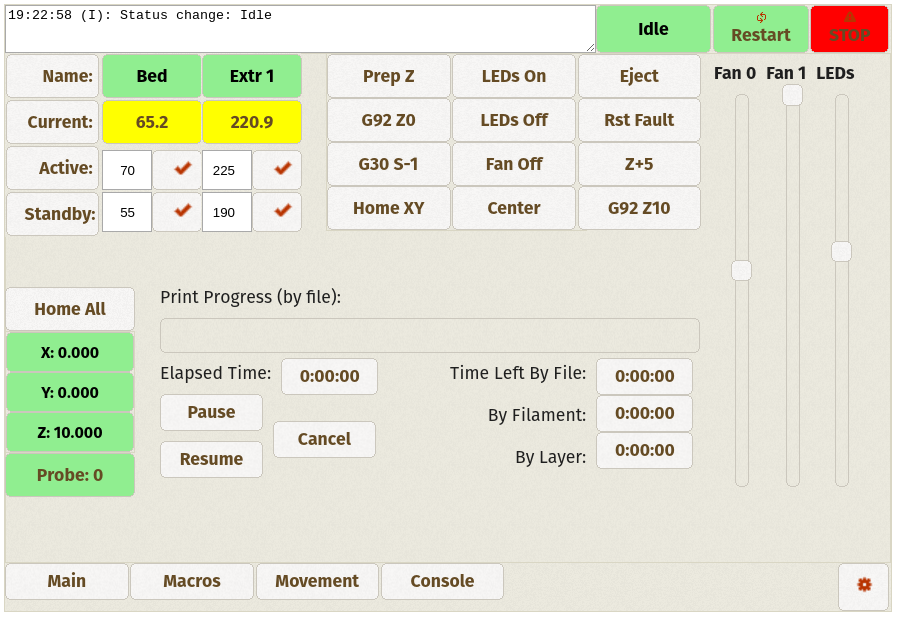 19:22:58 (I): Status change: Idle
Idle
Restart
STOP
Name: Bed Extr 1
Current: 65.2 220.9
Active: 70 225
Standby: 55 190
Prep Z LEDs On Eject
G92 Z0 LEDs Off Rst Fault
G30 S-1 Fan Off Z+5
Home XY Center G92 Z10
Fan 0 Fan 1 LEDs
Home All
X: 0.000
Y: 0.000
Z: 10.000
Probe: 0
Print Progress (by file):
Elapsed Time: 0:00:00
Pause
Resume
Cancel
Time Left By File: 0:00:00
By Filament: 0:00:00
By Layer: 0:00:00
Main Macros Movement Console